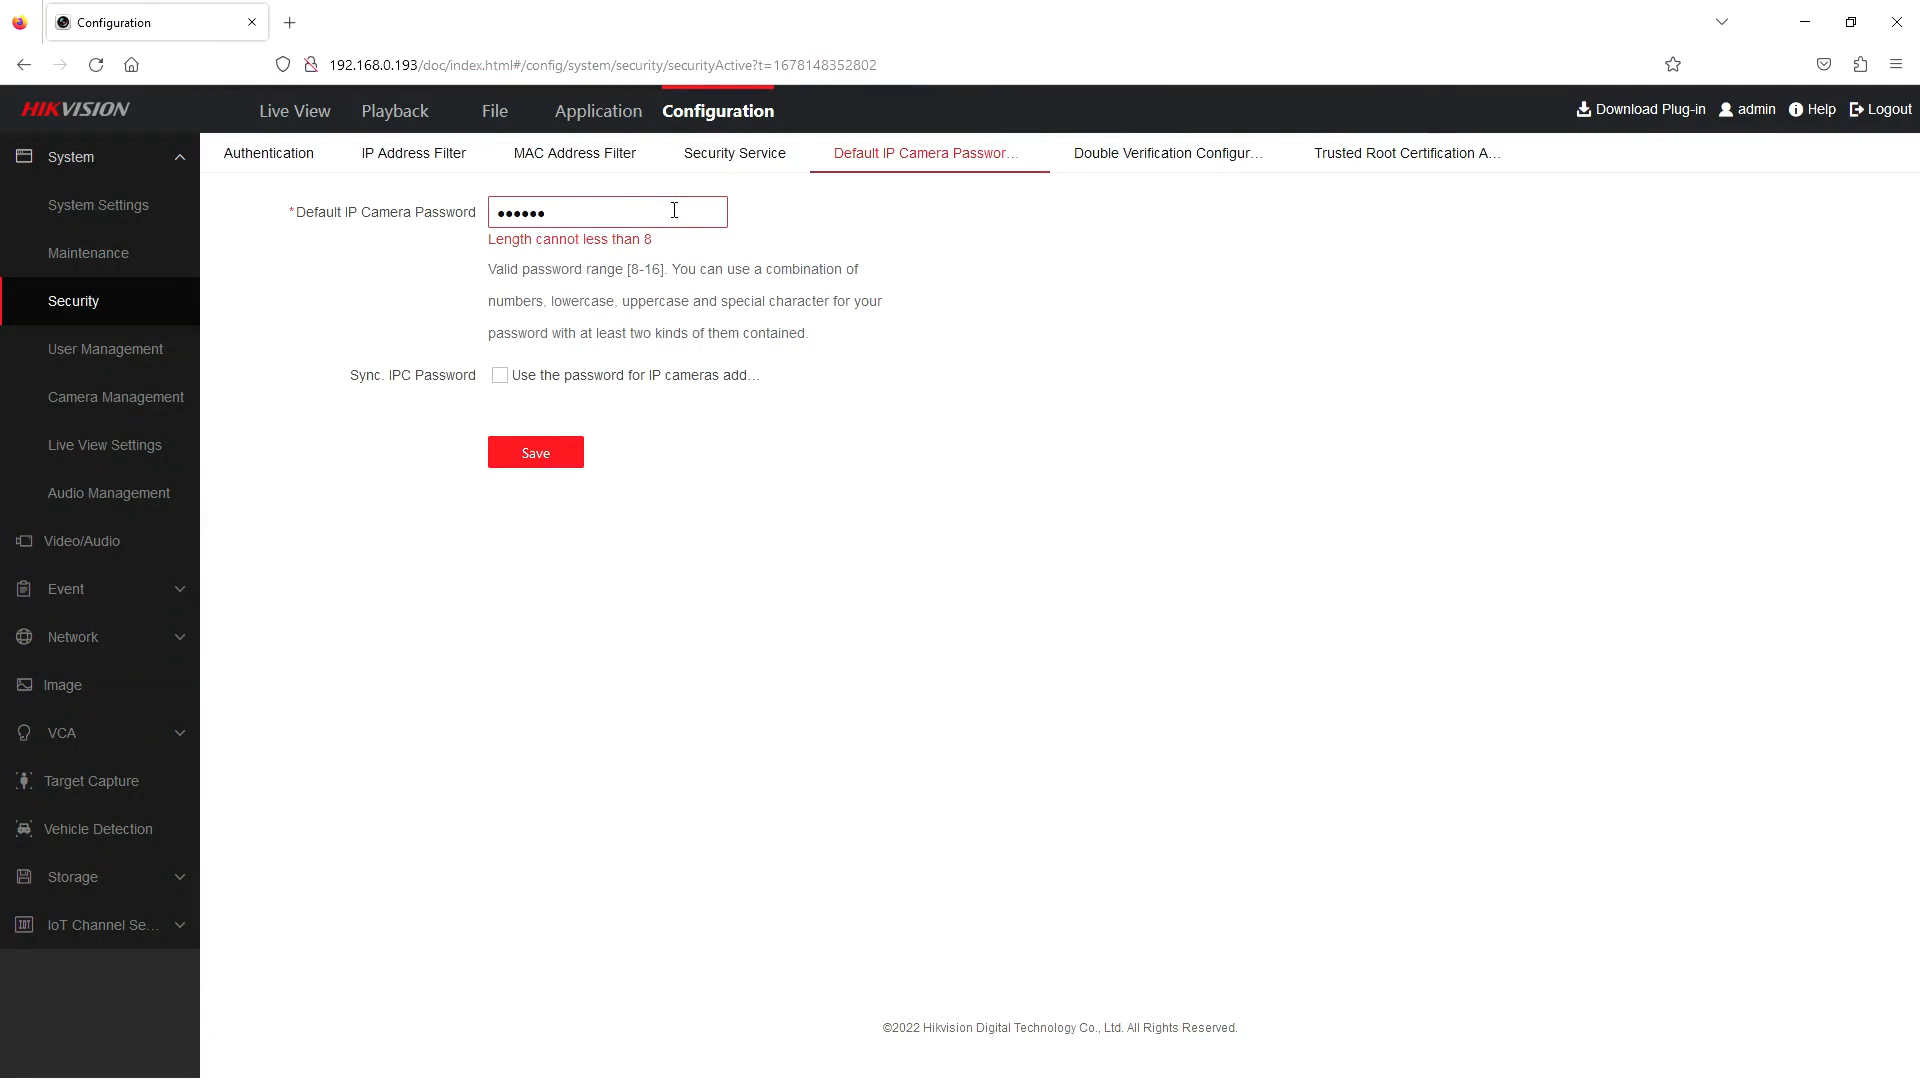 Configuration
192.168.0.193/doc/index.html#/config/system/security/securityActive?t=1678148352802
HIKVISION
Live View
Playback
File
Application
Configuration
Download Plug-in
admin
Help
Logout
System
System Settings
Maintenance
Security
User Management
Camera Management
Live View Settings
Audio Management
Video/Audio
Event
Network
Image
VCA
Target Capture
Vehicle Detection
Storage
IOT
IoT Channel Se...
Authentication
IP Address Filter
MAC Address Filter
Security Service
Default IP Camera Passwor...
Double Verification Configur...
Trusted Root Certification A...
*Default IP Camera Password
••••••
Length cannot less than 8
Valid password range [8-16]. You can use a combination of
numbers, lowercase, uppercase and special character for your
password with at least two kinds of them contained.
Sync. IPC Password
Use the password for IP cameras add...
Save
©2022 Hikvision Digital Technology Co., Ltd. All Rights Reserved.